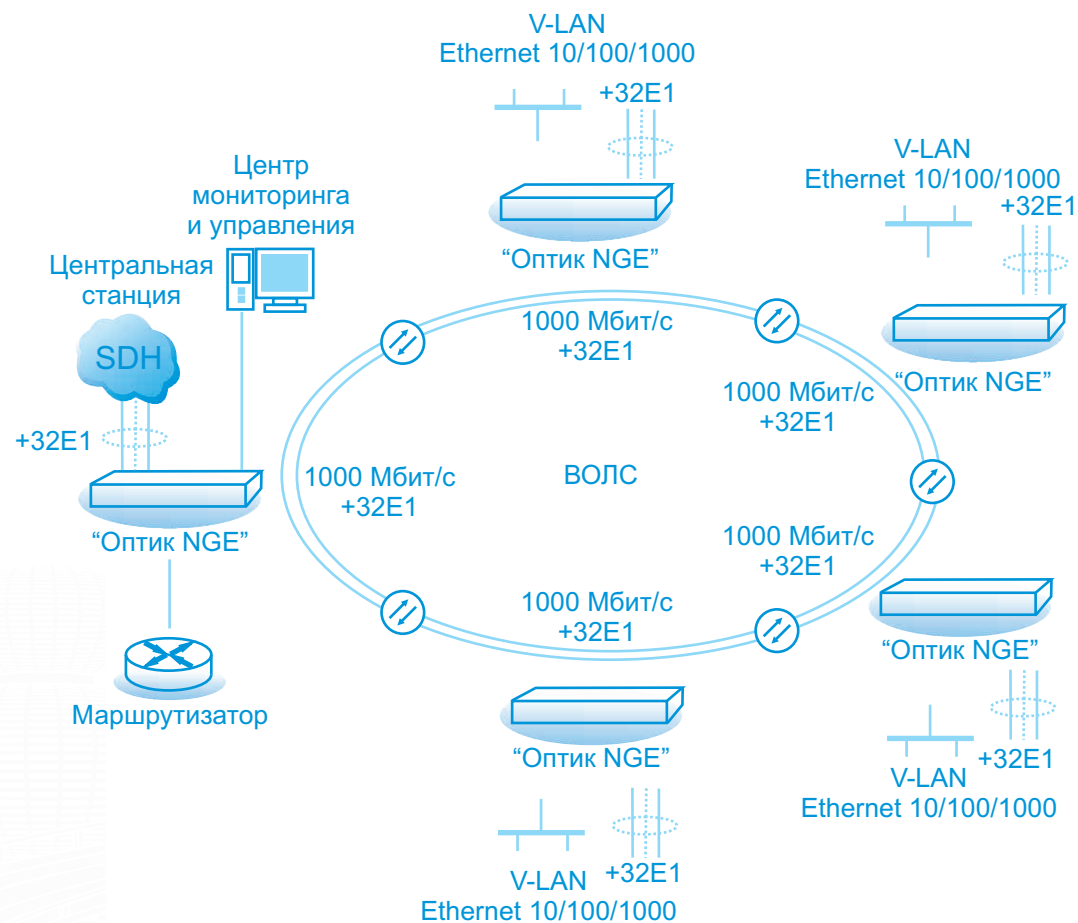 V-LAN
Ethernet 10/100/1000
+32E1
“Оптик NGE”
V-LAN
Ethernet 10/100/1000
+32E1
“Оптик NGE”
Центр
мониторинга
и управления
Центральная
станция
SDH
+32E1
“Оптик NGE”
Маршрутизатор
1000 Мбит/с
+32E1
1000 Мбит/с
+32E1
1000 Мбит/с
+32E1
ВОЛС
1000 Мбит/с
+32E1
1000 Мбит/с
+32E1
“Оптик NGE”
+32E1
V-LAN
Ethernet 10/100/1000
“Оптик NGE”
+32E1
V-LAN
Ethernet 10/100/1000